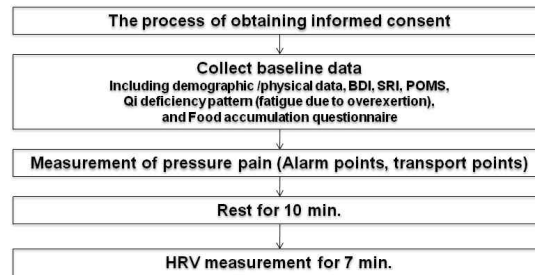 The process of obtaining informed consent
Collect baseline data
Including demographic /physical data, BDI, SRI, POMS,
Qi deficiency pattern (fatigue due to overexertion),
and Food accumulation questionnaire
Measurement of pressure pain (Alarm points, transport points)
Rest for 10 min.
HRV measurement for 7 min.